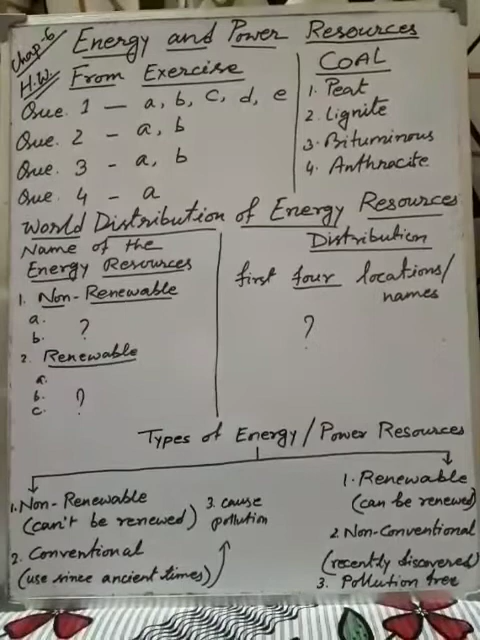 Chap. 6
Energy and Power Resources
H.W.
From Exercise
Que. 1 — a, b, c, d, e
Que. 2 - a, b
Que. 3 - a, b
Que. 4 - a
COAL
1. Peat
2. Lignite
3. Bituminous
4. Anthracite
World Distribution of Energy Resources
Name of the
Energy Resources
1. Non-Renewable
a.
b. ?
2. Renewable
a.
b. ?
c.
Distribution
first four locations/
names
?
Types of Energy/Power Resources
1. Non-Renewable
(can't be renewed)
2. Conventional
(use since ancient times)
3. cause
pollution
1. Renewable
(can be renewed)
2. Non-Conventional
(recently discovered)
3. Pollution free